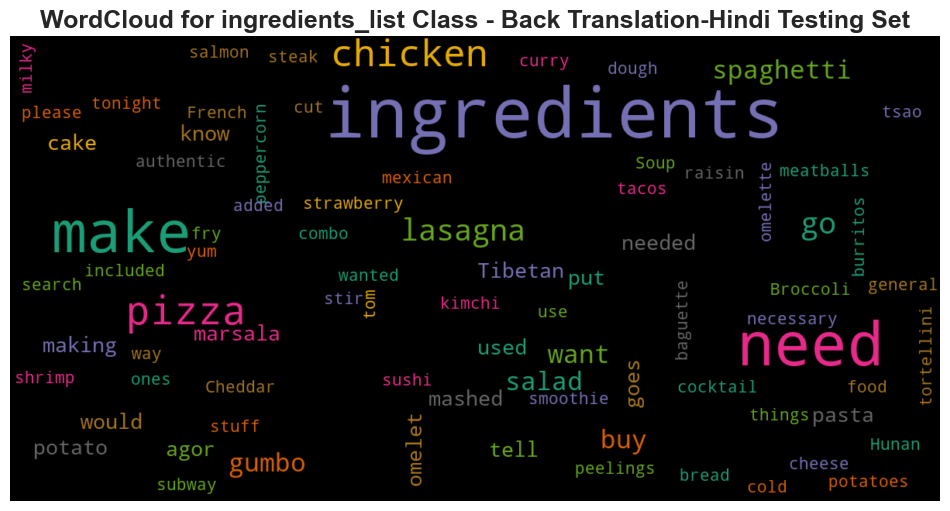 WordCloud for ingredients_list Class - Back Translation-Hindi Testing Set
milky
salmon
steak
chicken
curry
dough
spaghetti
please
tonight
French
cut
ingredients
tsao
cake
know
peppercorn
authentic
mexican
Soup
raisin
meatballs
tacos
omelette
added
strawberry
burritos
make
fry
yum
combo
lasagna
needed
go
included
search
wanted
Tibetan
put
Broccoli
general
pizza
stir
tom
kimchi
use
baguette
necessary
tortellini
marsala
making
way
used
want
need
shrimp
ones
Cheddar
sushi
salad
goes
cocktail
food
mashed
smoothie
would
stuff
omelet
things
pasta
potato
agor
gumbo
tell
buy
Hunan
subway
peelings
bread
cheese
cold
potatoes